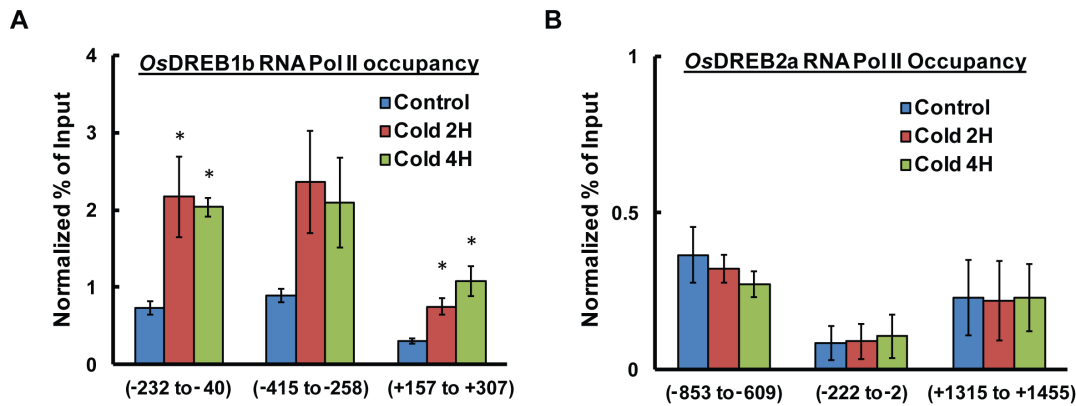 A
OsDREB1b RNA Pol II occupancy
Normalized % of Input
4
3
2
1
0
Control
Cold 2H
Cold 4H
*
*
*
*
(-232 to -40)
(-415 to -258)
(+157 to +307)
B
OsDREB2a RNA Pol II Occupancy
Normalized % of Input
1
0.5
0
Control
Cold 2H
Cold 4H
(-853 to -609)
(-222 to -2)
(+1315 to +1455)